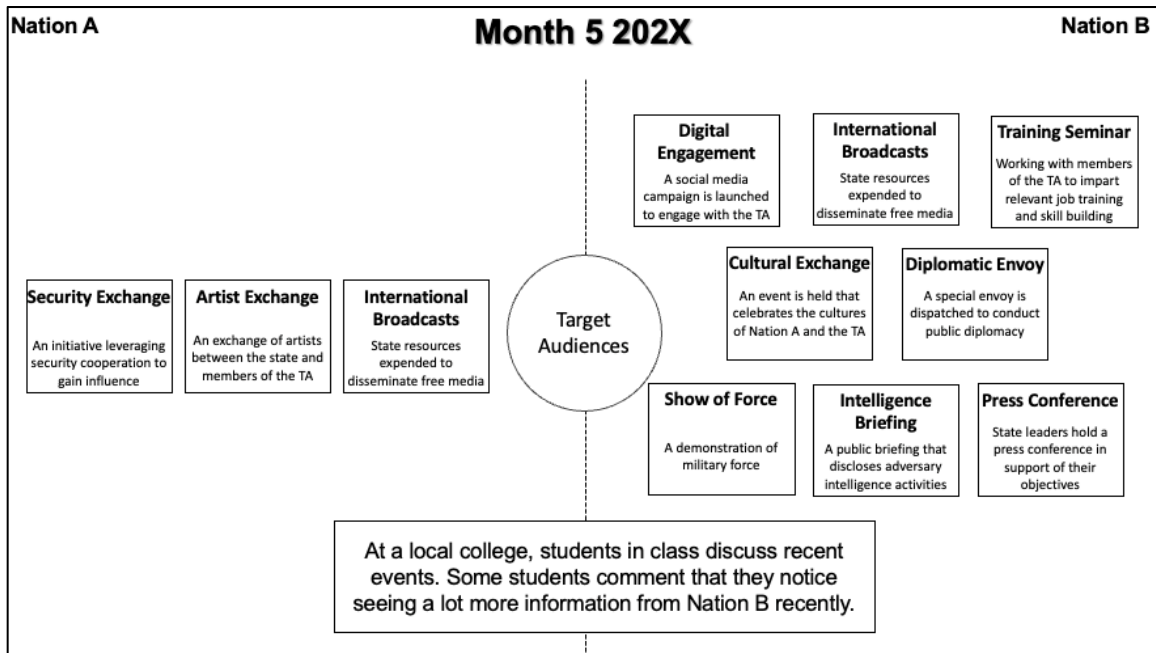 Nation A
Month 5 202X
Nation B
Security Exchange
An initiative leveraging
security cooperation to
gain influence
Artist Exchange
An exchange of artists
between the state and
members of the TA
International
Broadcasts
State resources
expended to
disseminate free media
Target
Audiences
Digital
Engagement
A social media
campaign is launched
to engage with the TA
International
Broadcasts
State resources
expended to
disseminate free media
Training Seminar
Working with members
of the TA to impart
relevant job training
and skill building
Cultural Exchange
An event is held that
celebrates the cultures
of Nation A and the TA
Diplomatic Envoy
A special envoy is
dispatched to conduct
public diplomacy
Show of Force
A demonstration of
military force
Intelligence
Briefing
A public briefing that
discloses adversary
intelligence activities
Press Conference
State leaders hold a
press conference in
support of their
objectives
At a local college, students in class discuss recent
events. Some students comment that they notice
seeing a lot more information from Nation B recently.